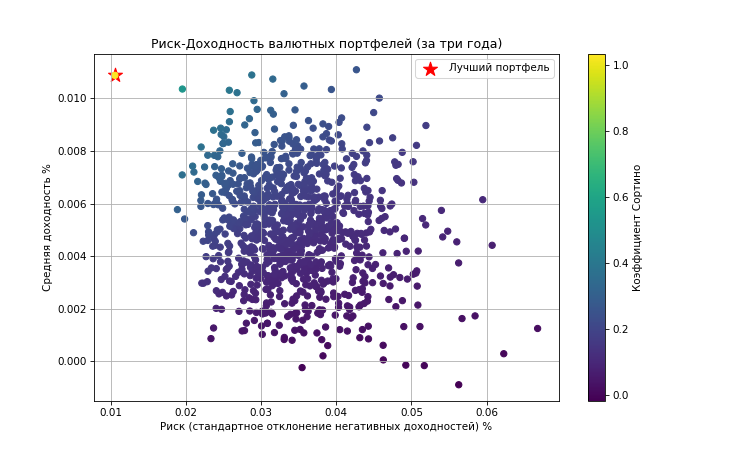 Риск-Доходность валютных портфелей (за три года)
Лучший портфель
Средняя доходность %
0.010
0.008
0.006
0.004
0.002
0.000
0.01 0.02 0.03 0.04 0.05 0.06
Риск (стандартное отклонение негативных доходностей) %
1.0
0.8
0.6
0.4
0.2
0.0
Коэффициент Сортино